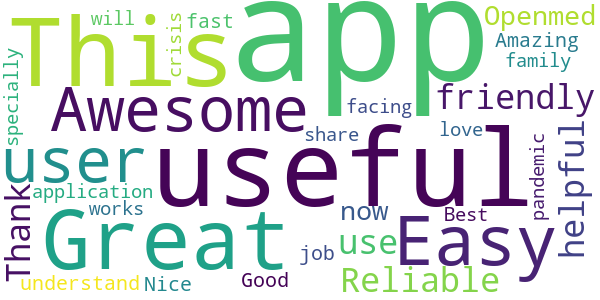 will
fast
crisis
This
app
Openmed
Amazing
family
specially
Awesome
facing
friendly
share
love
user
useful
pandemic
helpful
Thank
application
works
now
Best
Great
use
Easy
job
understand
Nice
Good
Reliable